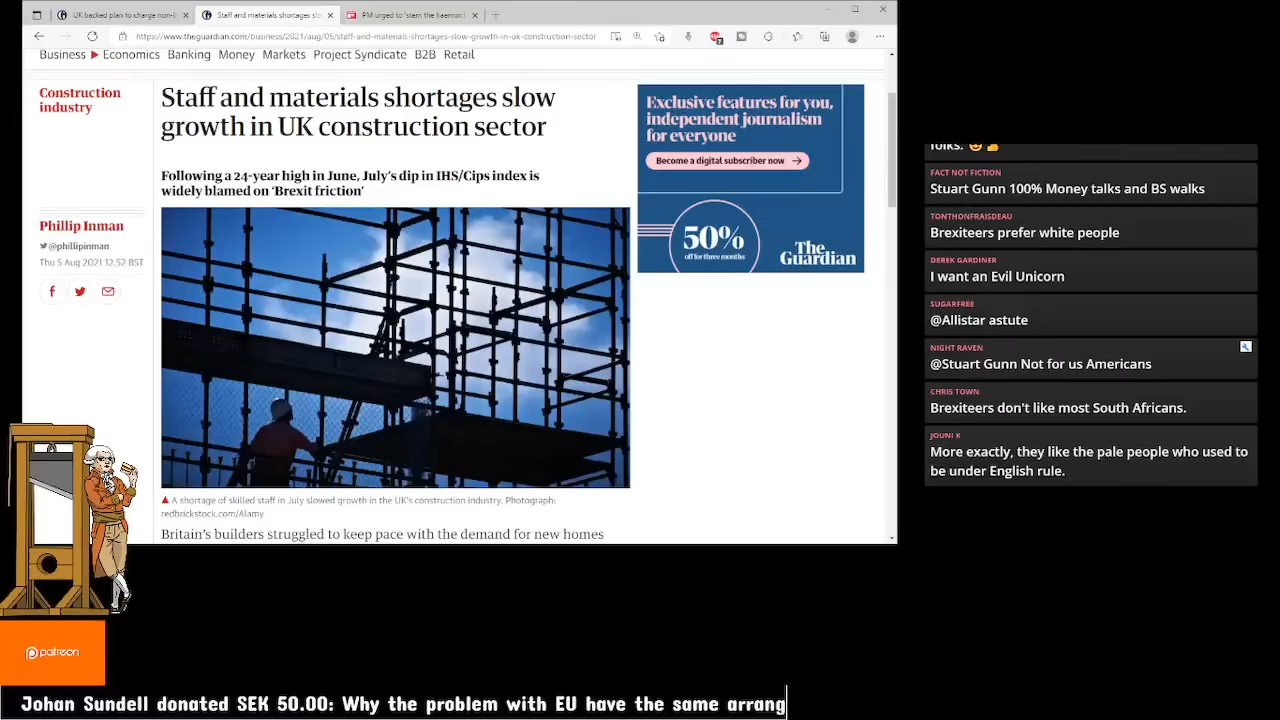 UK backed plan to charge non-E
Staff and materials shortages slo
PM urged to 'stem the haemorr
https://www.theguardian.com/business/2021/aug/05/staff-and-materials-shortages-slow-growth-in-uk-construction-sector
Business ▶ Economics Banking Money Markets Project Syndicate B2B Retail
Construction
industry
Staff and materials shortages slow
growth in UK construction sector
Following a 24-year high in June, July's dip in IHS/Cips index is
widely blamed on 'Brexit friction'
Phillip Inman
@phillipinman
Thu 5 Aug 2021 12.52 BST
A shortage of skilled staff in July slowed growth in the UK's construction industry. Photograph:
redbrickstock.com/Alamy
Britain's builders struggled to keep pace with the demand for new homes
Exclusive features for you,
independent journalism
for everyone
Become a digital subscriber now →
50%
off for three months
The
Guardian
folks.
FACT NOT FICTION
Stuart Gunn 100% Money talks and BS walks
TONTHONFRAISDEAU
Brexiteers prefer white people
DEREK GARDINER
I want an Evil Unicorn
SUGARFREE
@Allistar astute
NIGHT RAVEN
@Stuart Gunn Not for us Americans
CHRIS TOWN
Brexiteers don't like most South Africans.
JOUNI K
More exactly, they like the pale people who used to
be under English rule.
patreon
Johan Sundell donated SEK 50.00: Why the problem with EU have the same arrang